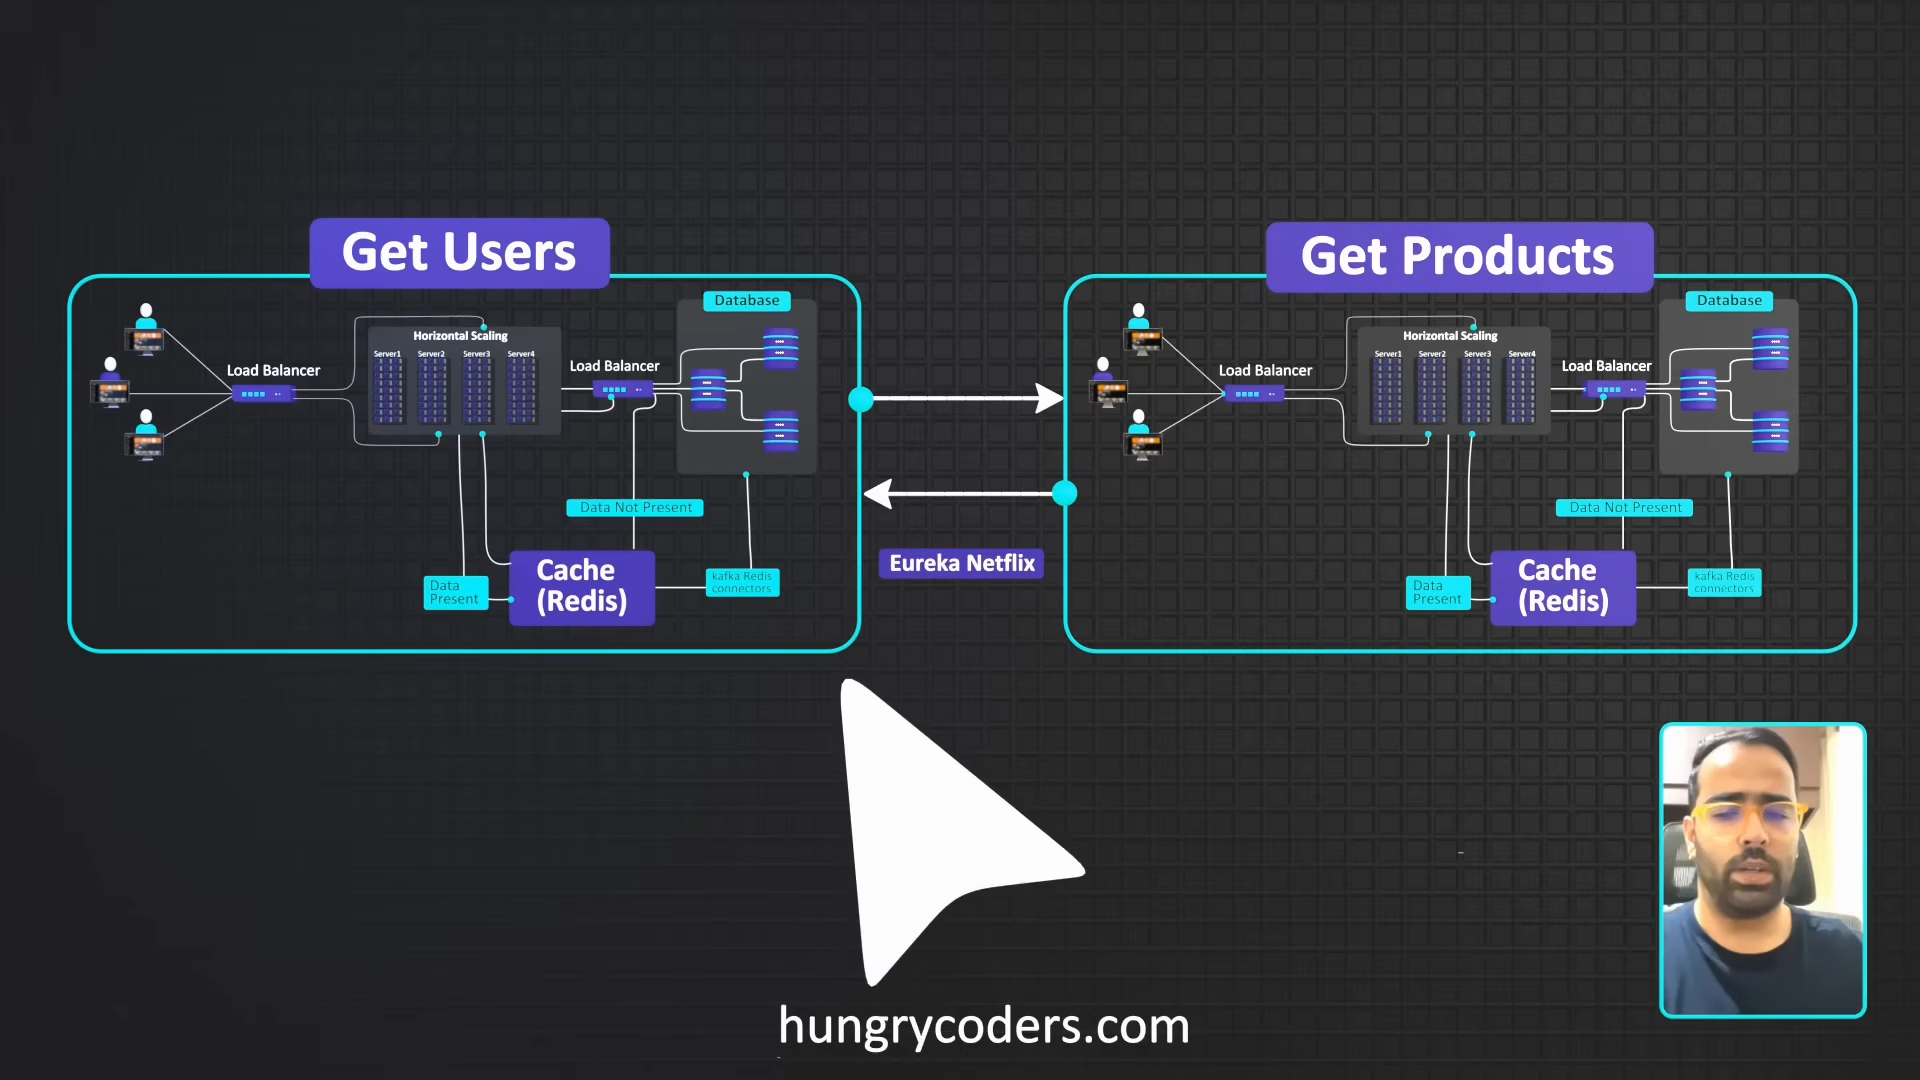 Get Users
Database
Horizontal Scaling
Server1 Server2 Server3 Server4
Load Balancer
Load Balancer
Data Not Present
Data
Present
Cache
(Redis)
kafka Redis
connectors
Eureka Netflix
Get Products
Database
Horizontal Scaling
Server1 Server2 Server3 Server4
Load Balancer
Load Balancer
Data Not Present
Data
Present
Cache
(Redis)
kafka Redis
connectors
hungrycoders.com